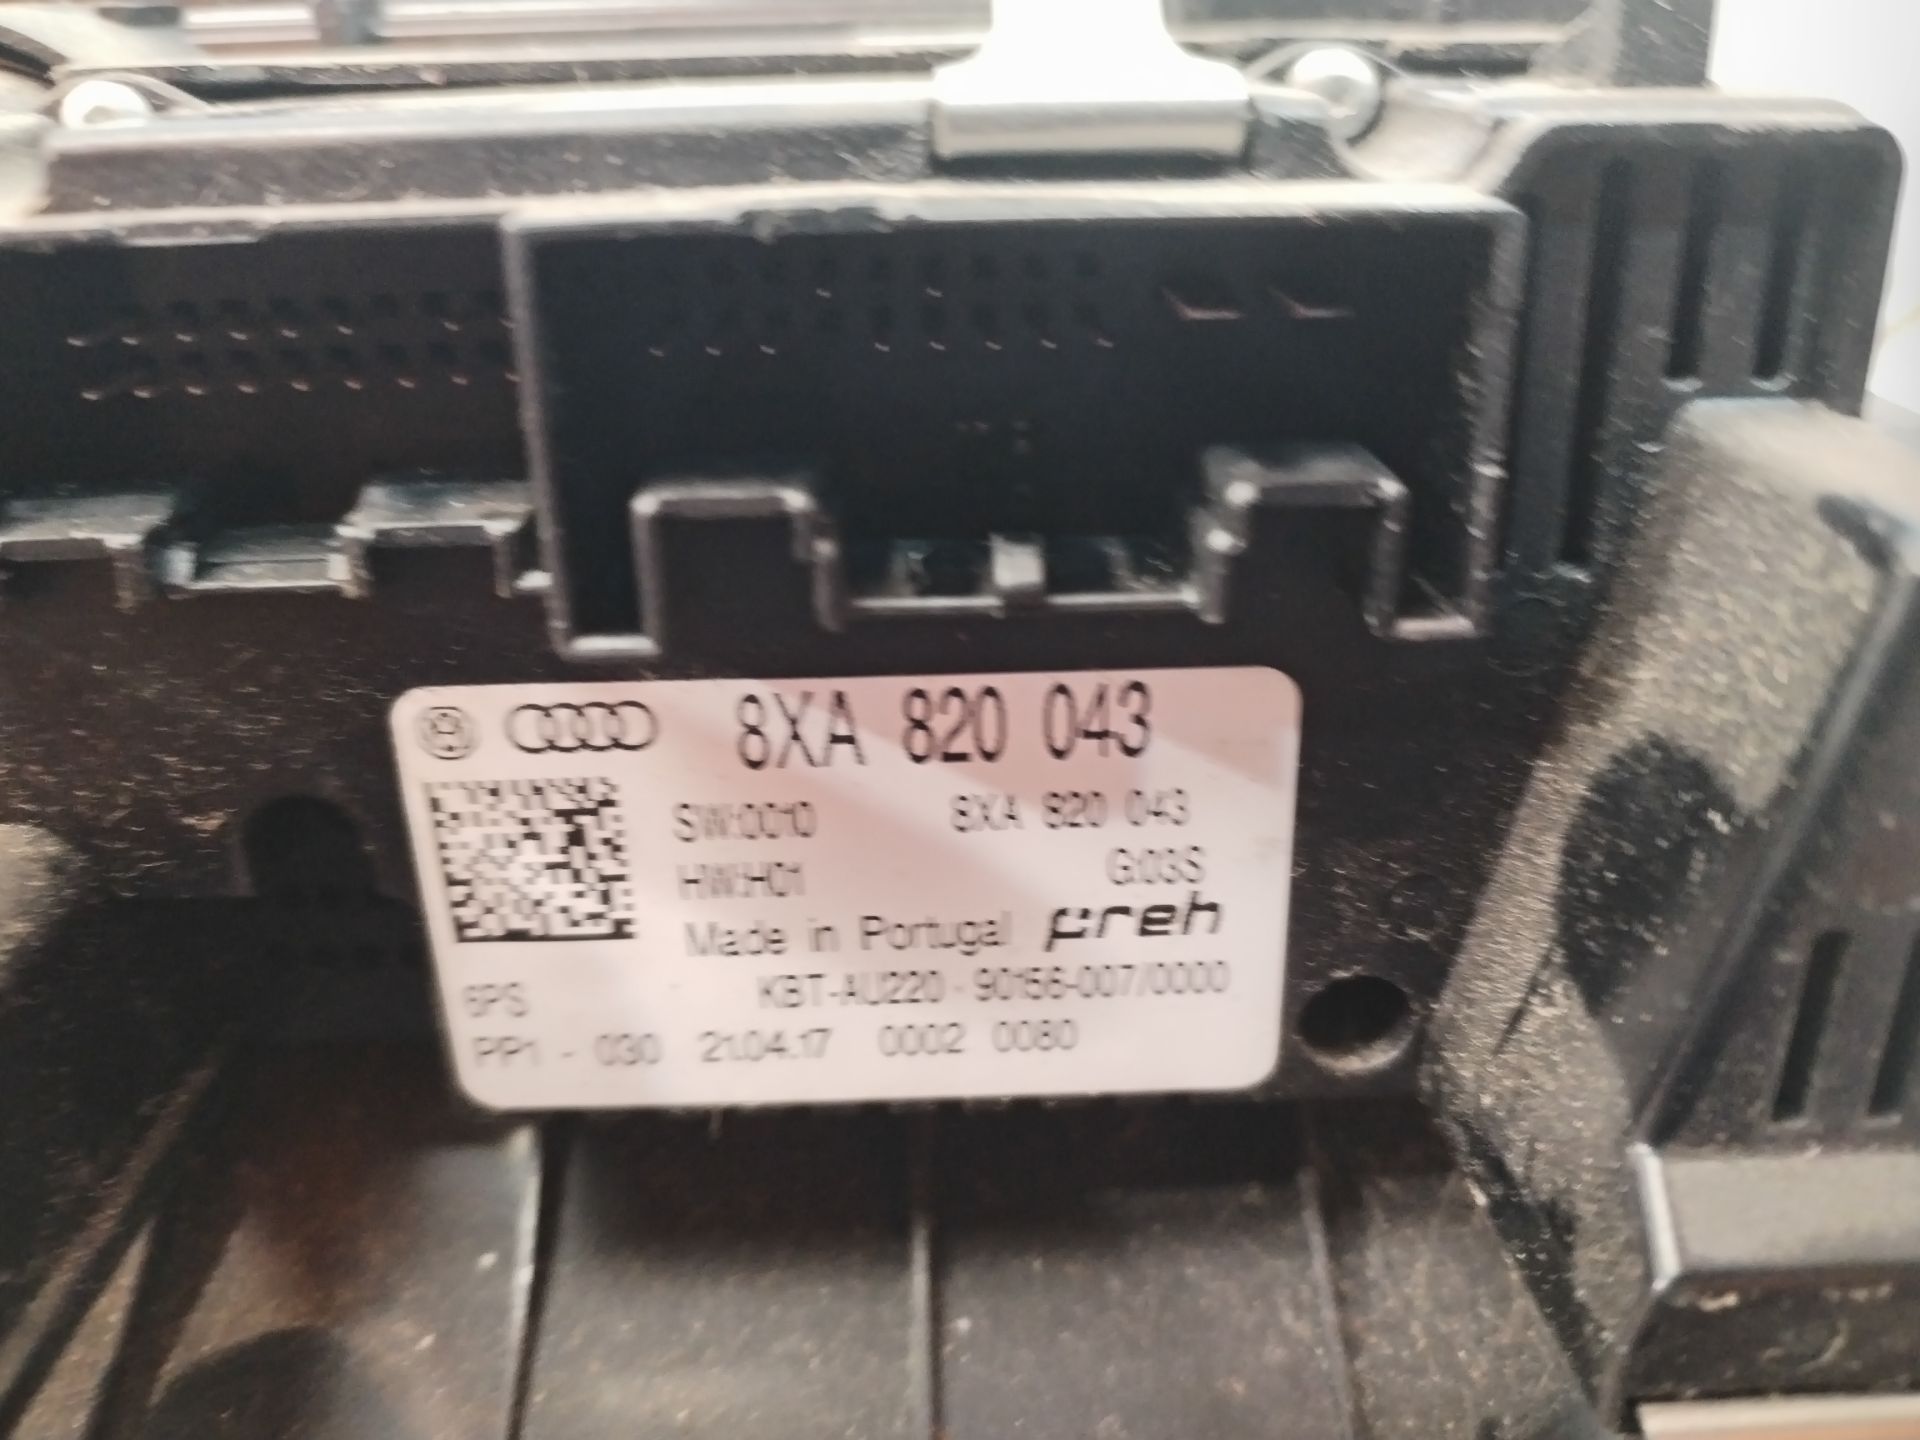 8XA 820 043
SW:0010 8XA 820 043
HW:H01 G:03S
Made in Portugal preh
6PS KBT-AU220 - 90156-007/0000
PP1 - 030 21.04.17 0002 0080